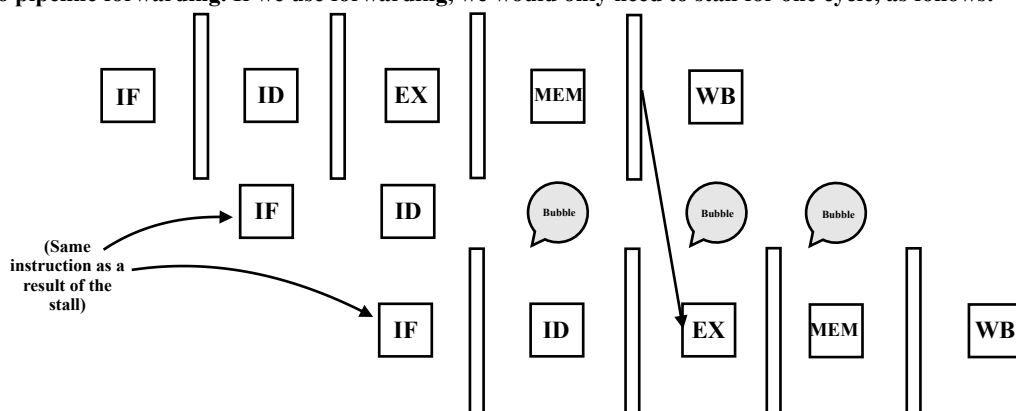 pipeline forwarding. If we use forwarding, we would only need to stall for one cycle, as follows:
IF ID EX MEM WB
IF ID Bubble Bubble Bubble
(Same
instruction as a
result of the
stall)
IF ID EX MEM WB